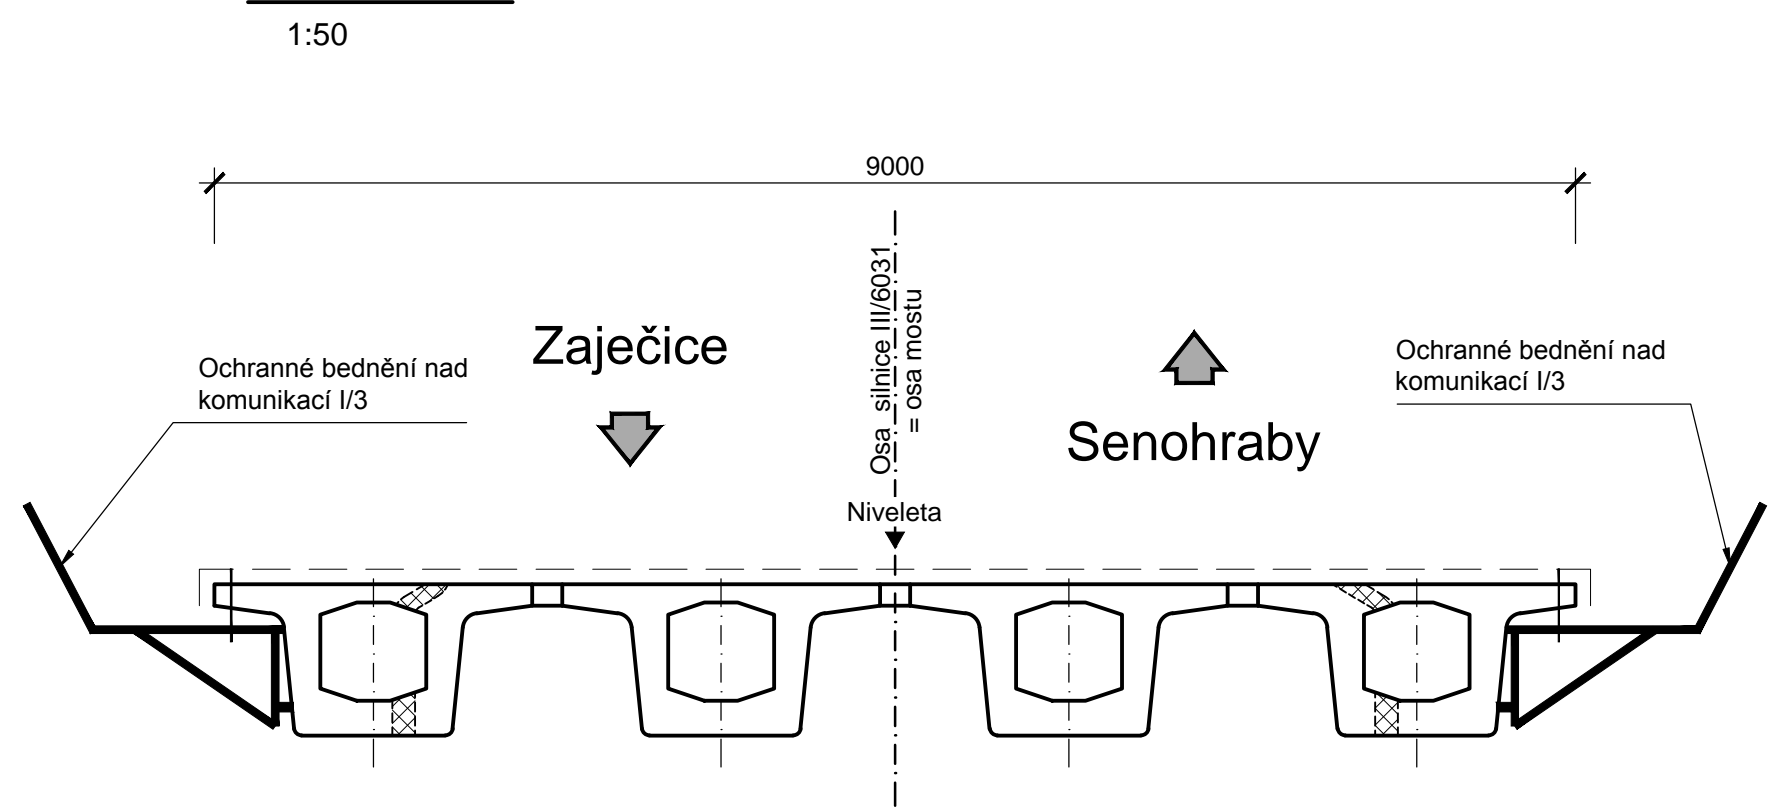 1:50
9000
Osa silnice III/6031
= osa mostu
Zaječice
Ochranné bednění nad
komunikací I/3
Ochranné bednění nad
komunikací I/3
Senohraby
Niveleta